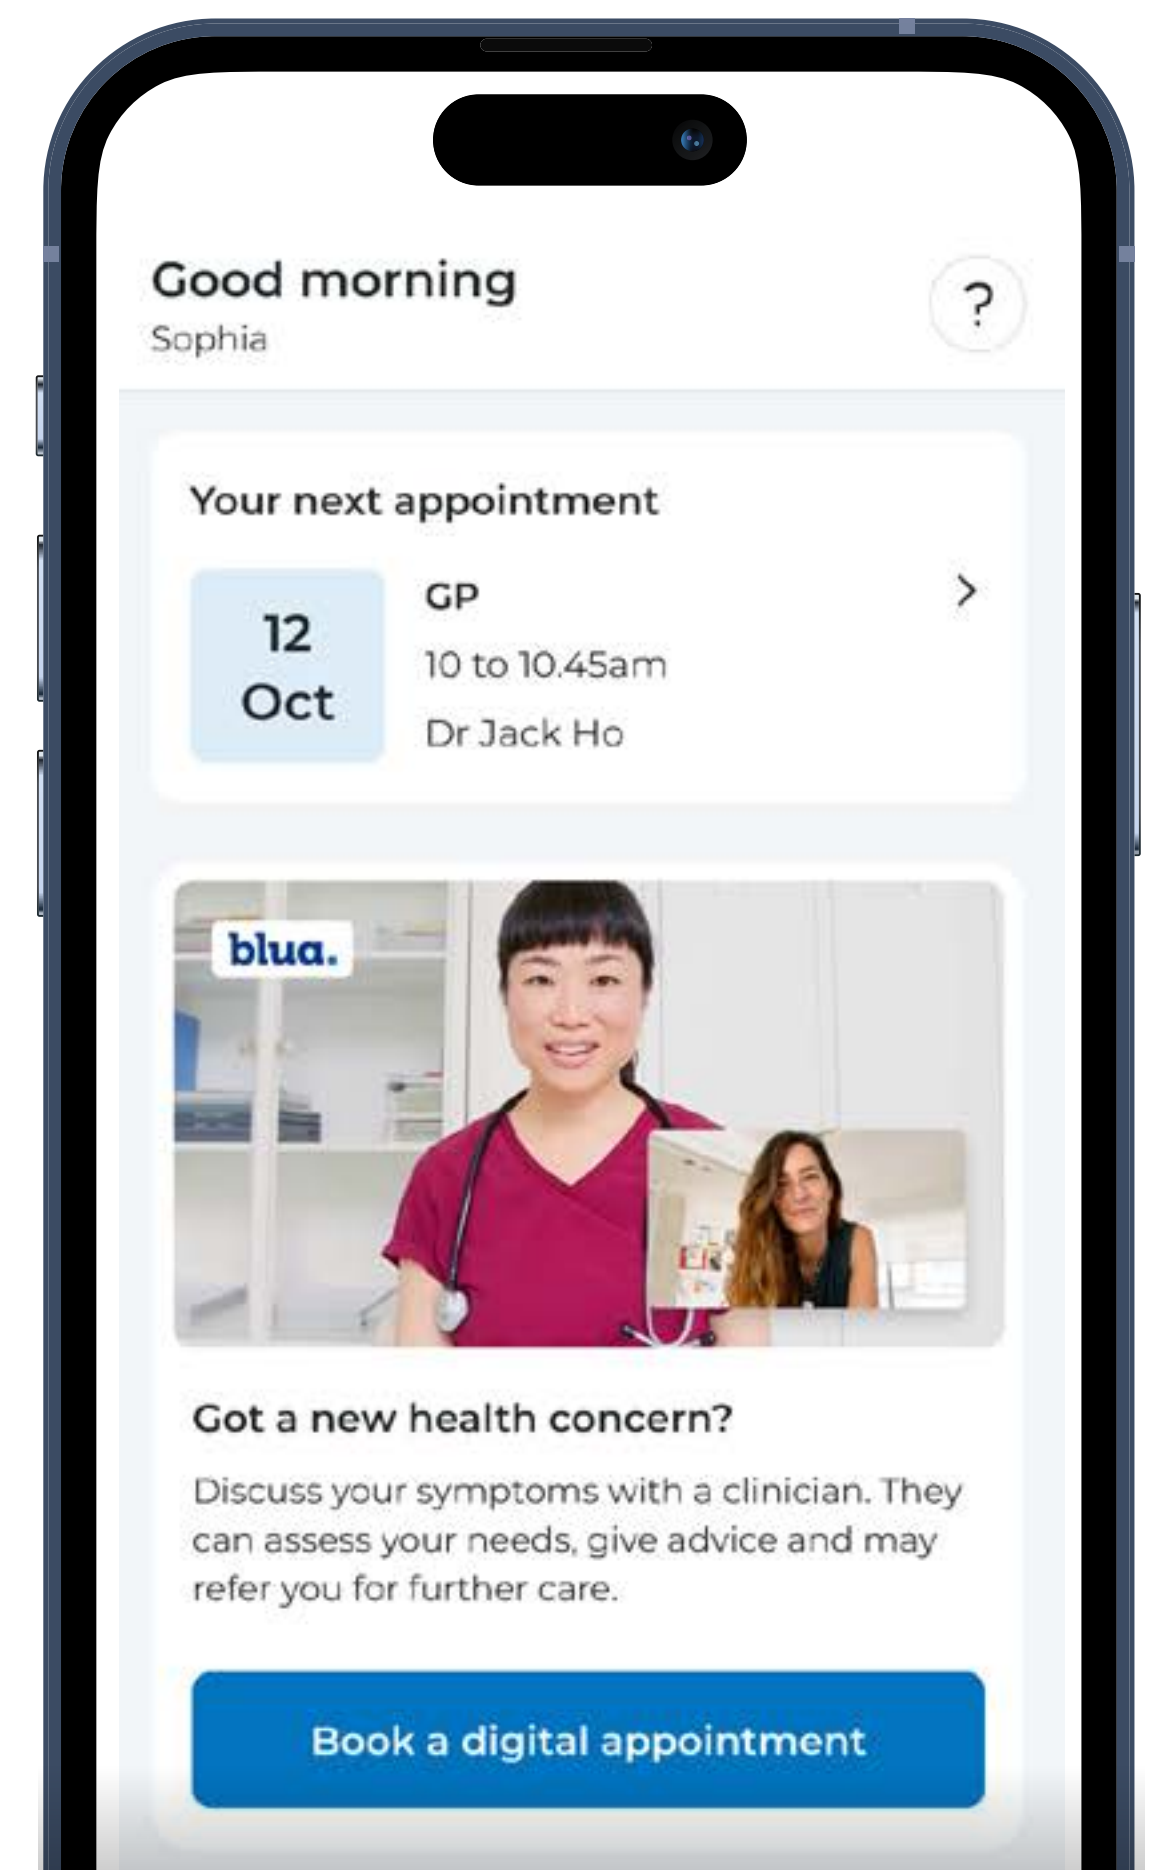 Good morning
Sophia
?
Your next appointment
12
Oct
GP
10 to 10.45am
Dr Jack Ho
blua.
Got a new health concern?
Discuss your symptoms with a clinician. They
can assess your needs, give advice and may
refer you for further care.
Book a digital appointment